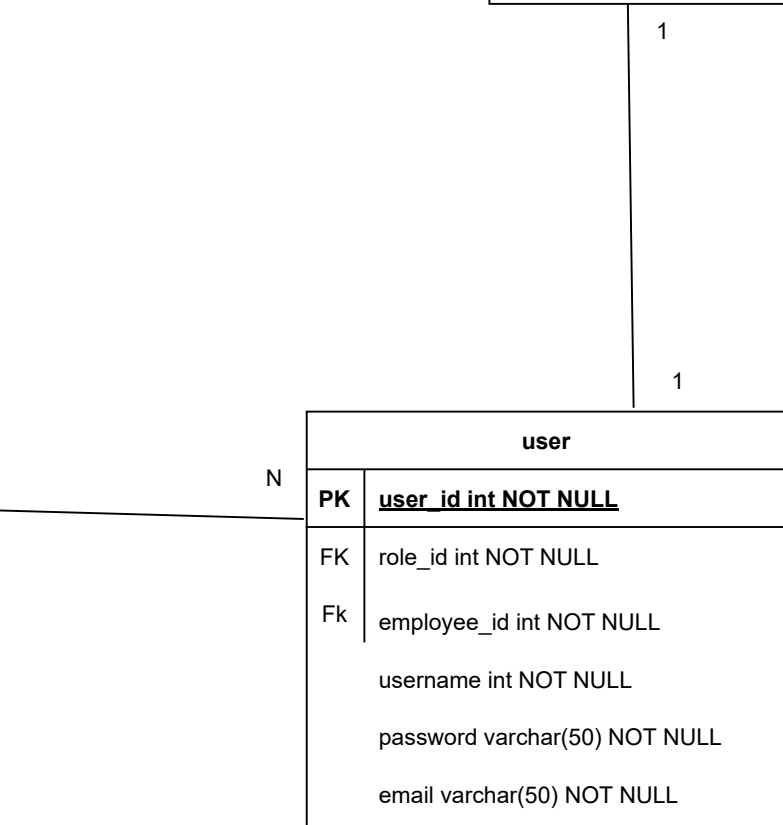 1
1
user
N
PK user_id int NOT NULL
FK role_id int NOT NULL
Fk employee_id int NOT NULL
username int NOT NULL
password varchar(50) NOT NULL
email varchar(50) NOT NULL